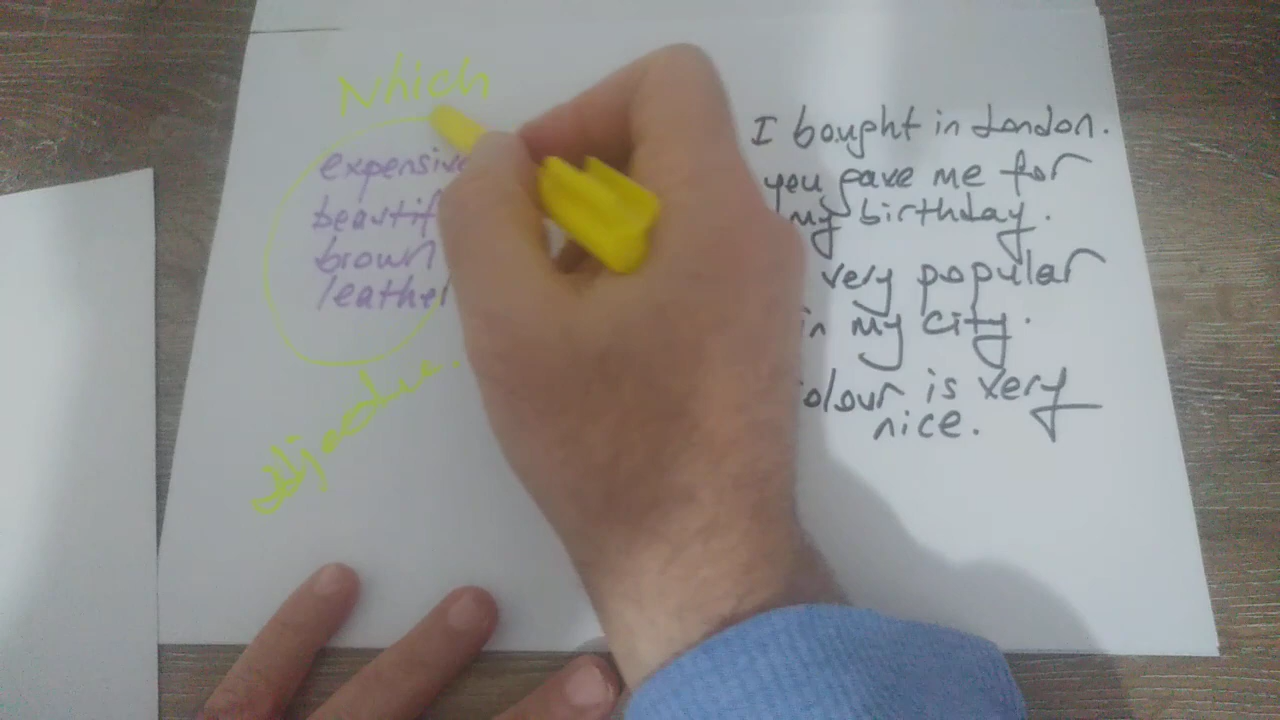 Which
expensive
beautif
brown
leather
I bought in London.
you gave me for
my birthday.
very popular
in my city.
olour is very
nice.